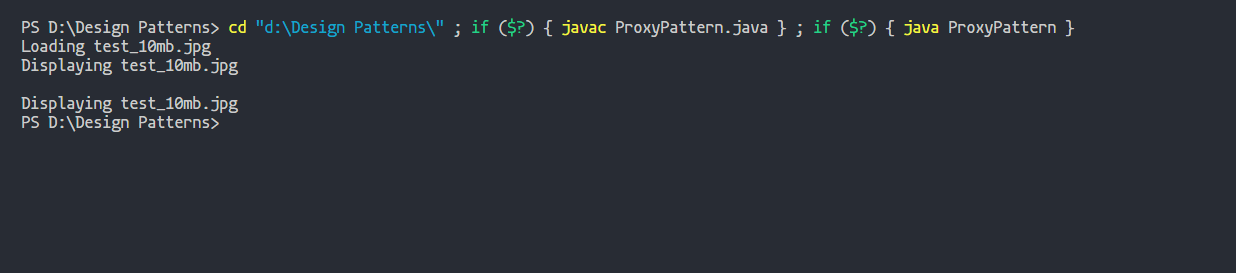 PS D:\Design Patterns> cd "d:\Design Patterns\" ; if ($?) { javac ProxyPattern.java } ; if ($?) { java ProxyPattern }
Loading test_10mb.jpg
Displaying test_10mb.jpg
Displaying test_10mb.jpg
PS D:\Design Patterns>